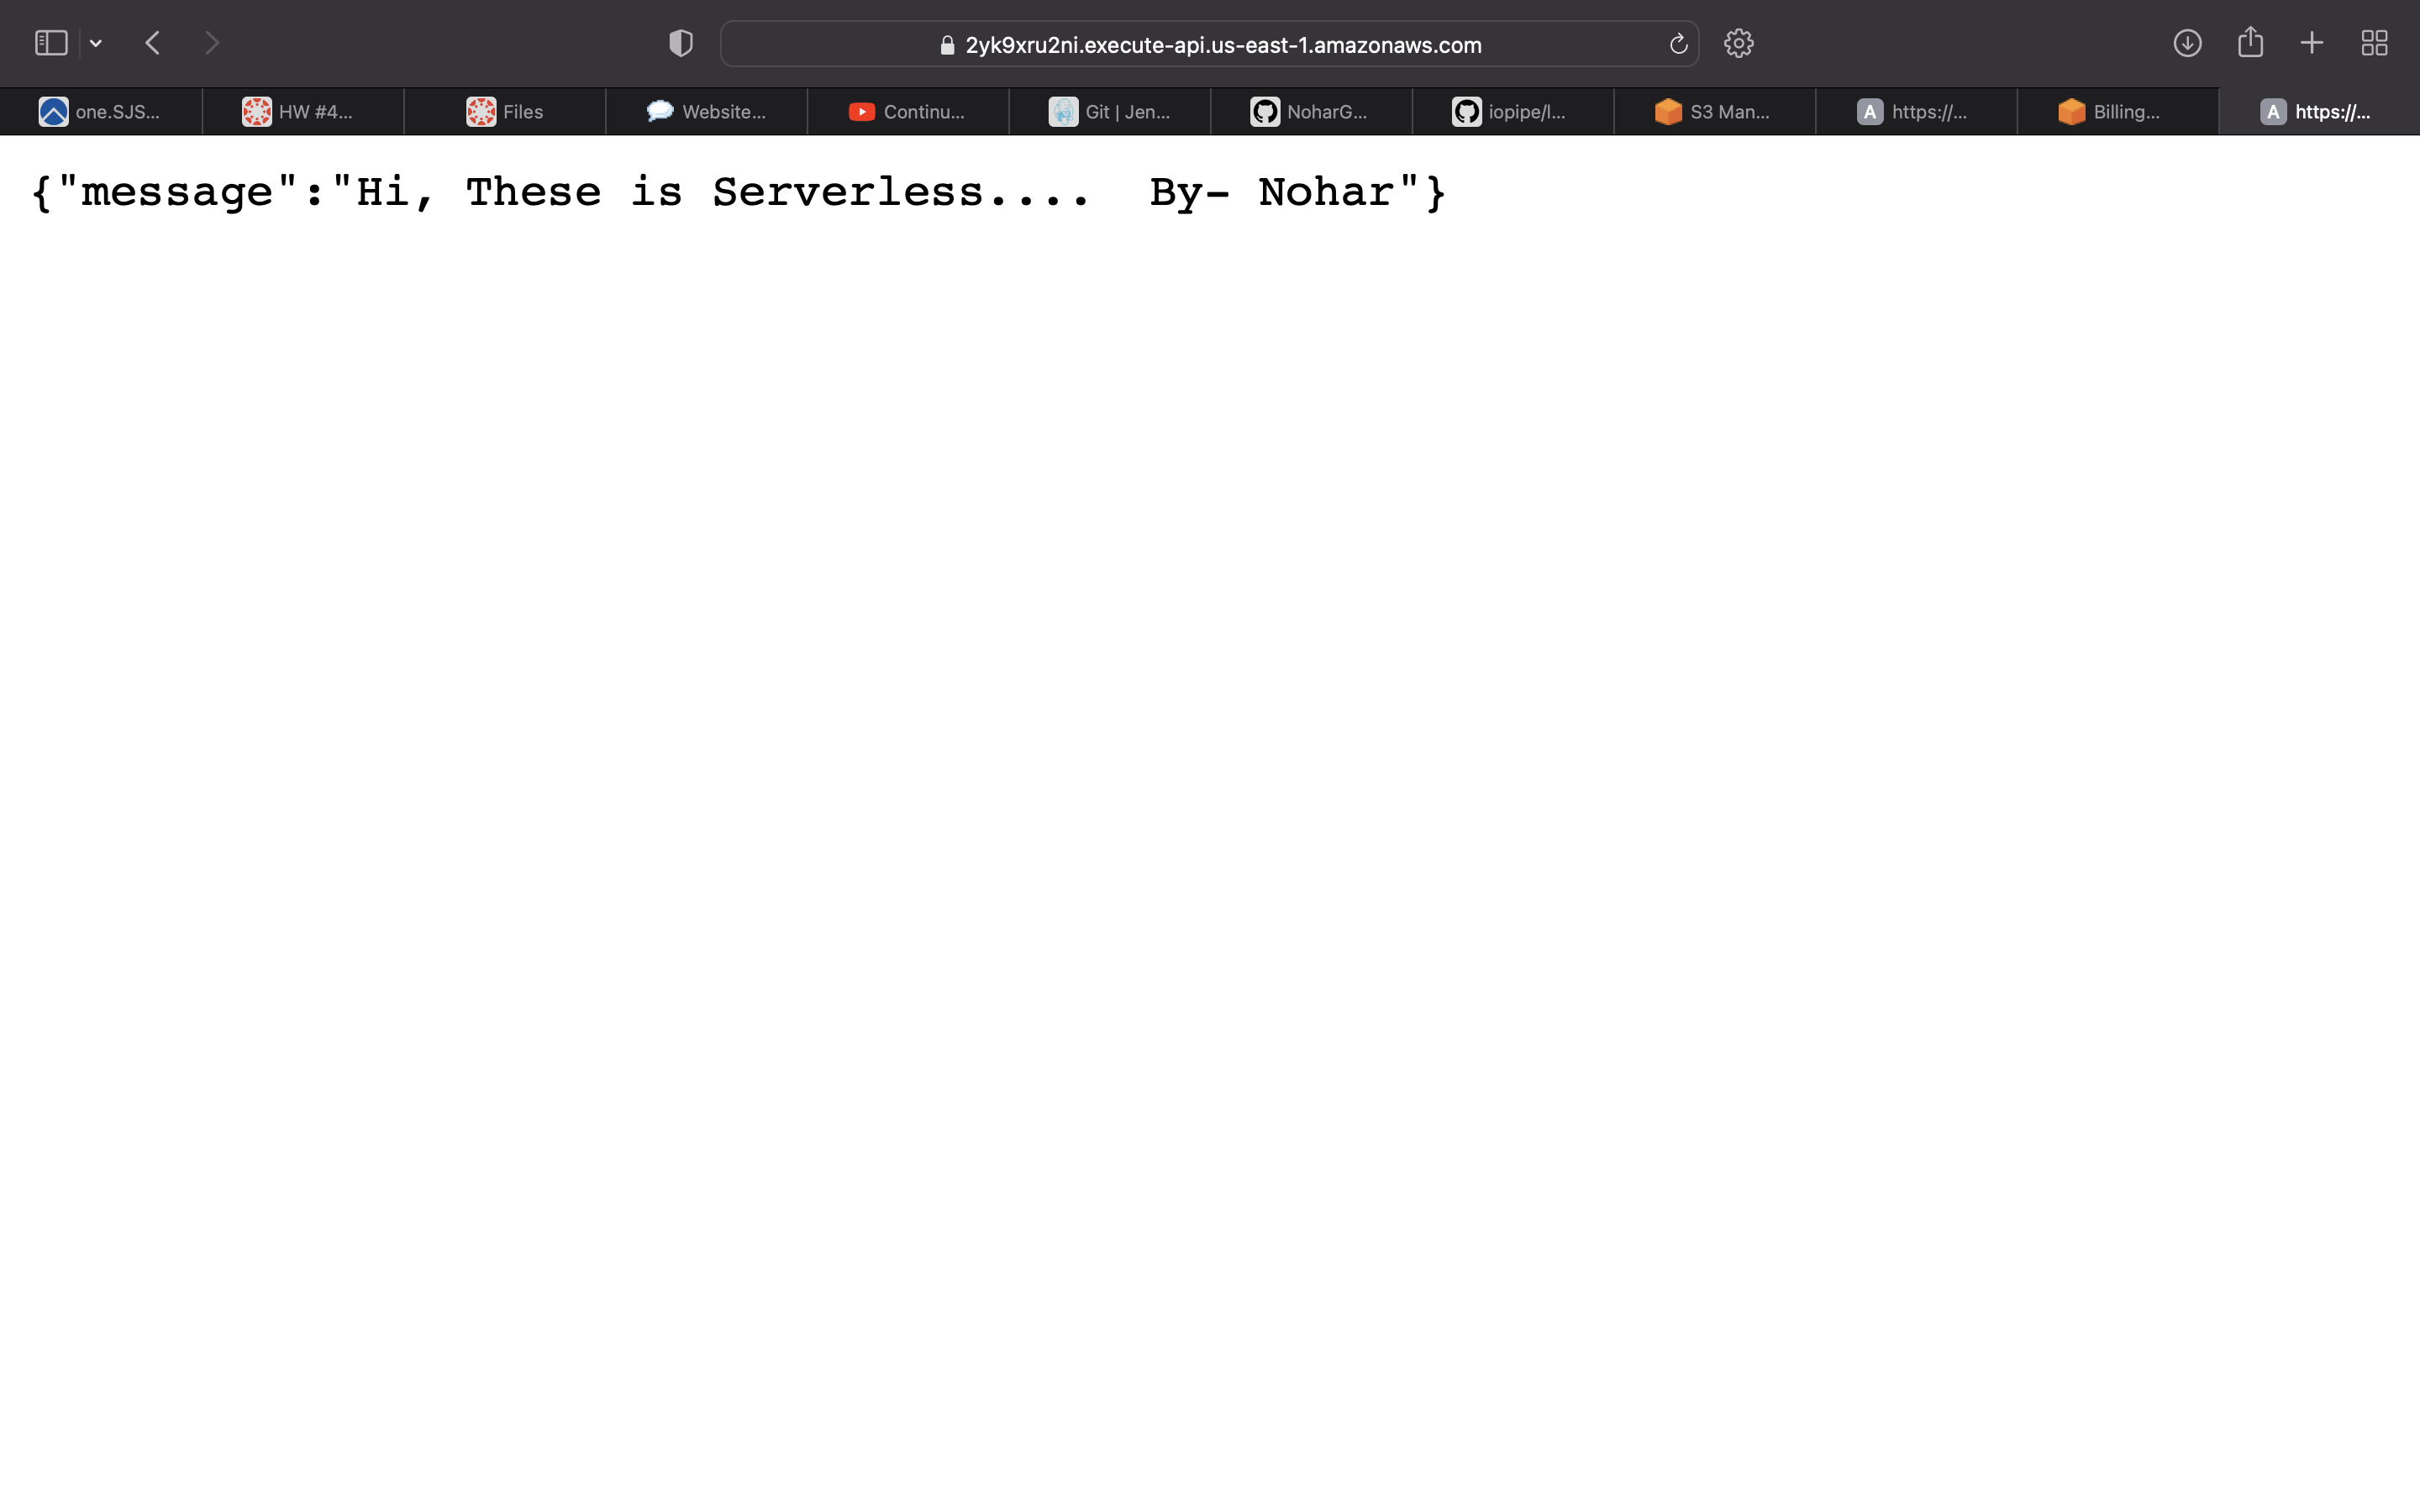 2yk9xru2ni.execute-api.us-east-1.amazonaws.com
one.SJS... HW #4... Files Website... Continu... Git | Jen... NoharG... iopipe/l... S3 Man... A https://... Billing... A https://...
{"message":"Hi, These is Serverless....  By- Nohar"}